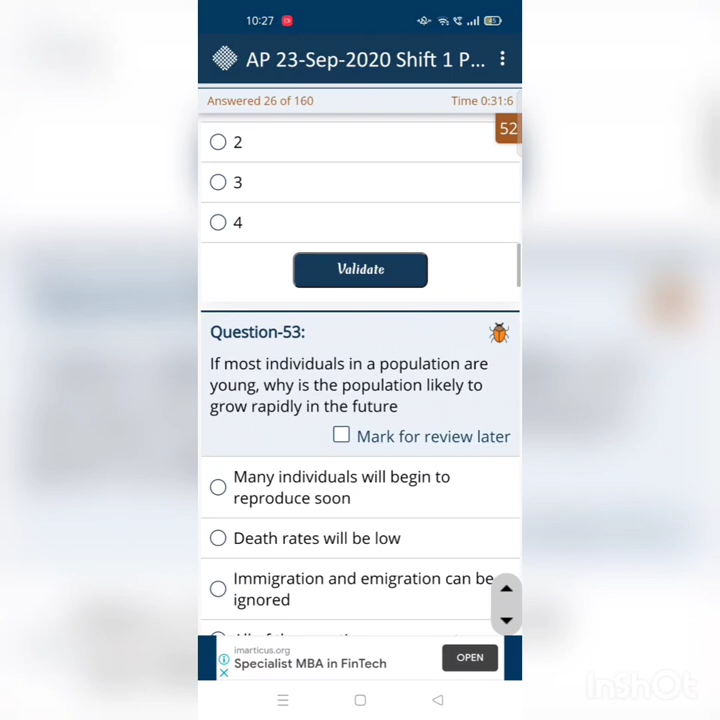 10:27
AP 23-Sep-2020 Shift 1 P...
Answered 26 of 160
Time 0:31:6
52
2
3
4
Validate
Question-53:
If most individuals in a population are
young, why is the population likely to
grow rapidly in the future
Mark for review later
Many individuals will begin to
reproduce soon
Death rates will be low
Immigration and emigration can be
ignored
imarticus.org
Specialist MBA in FinTech
OPEN
InShOt